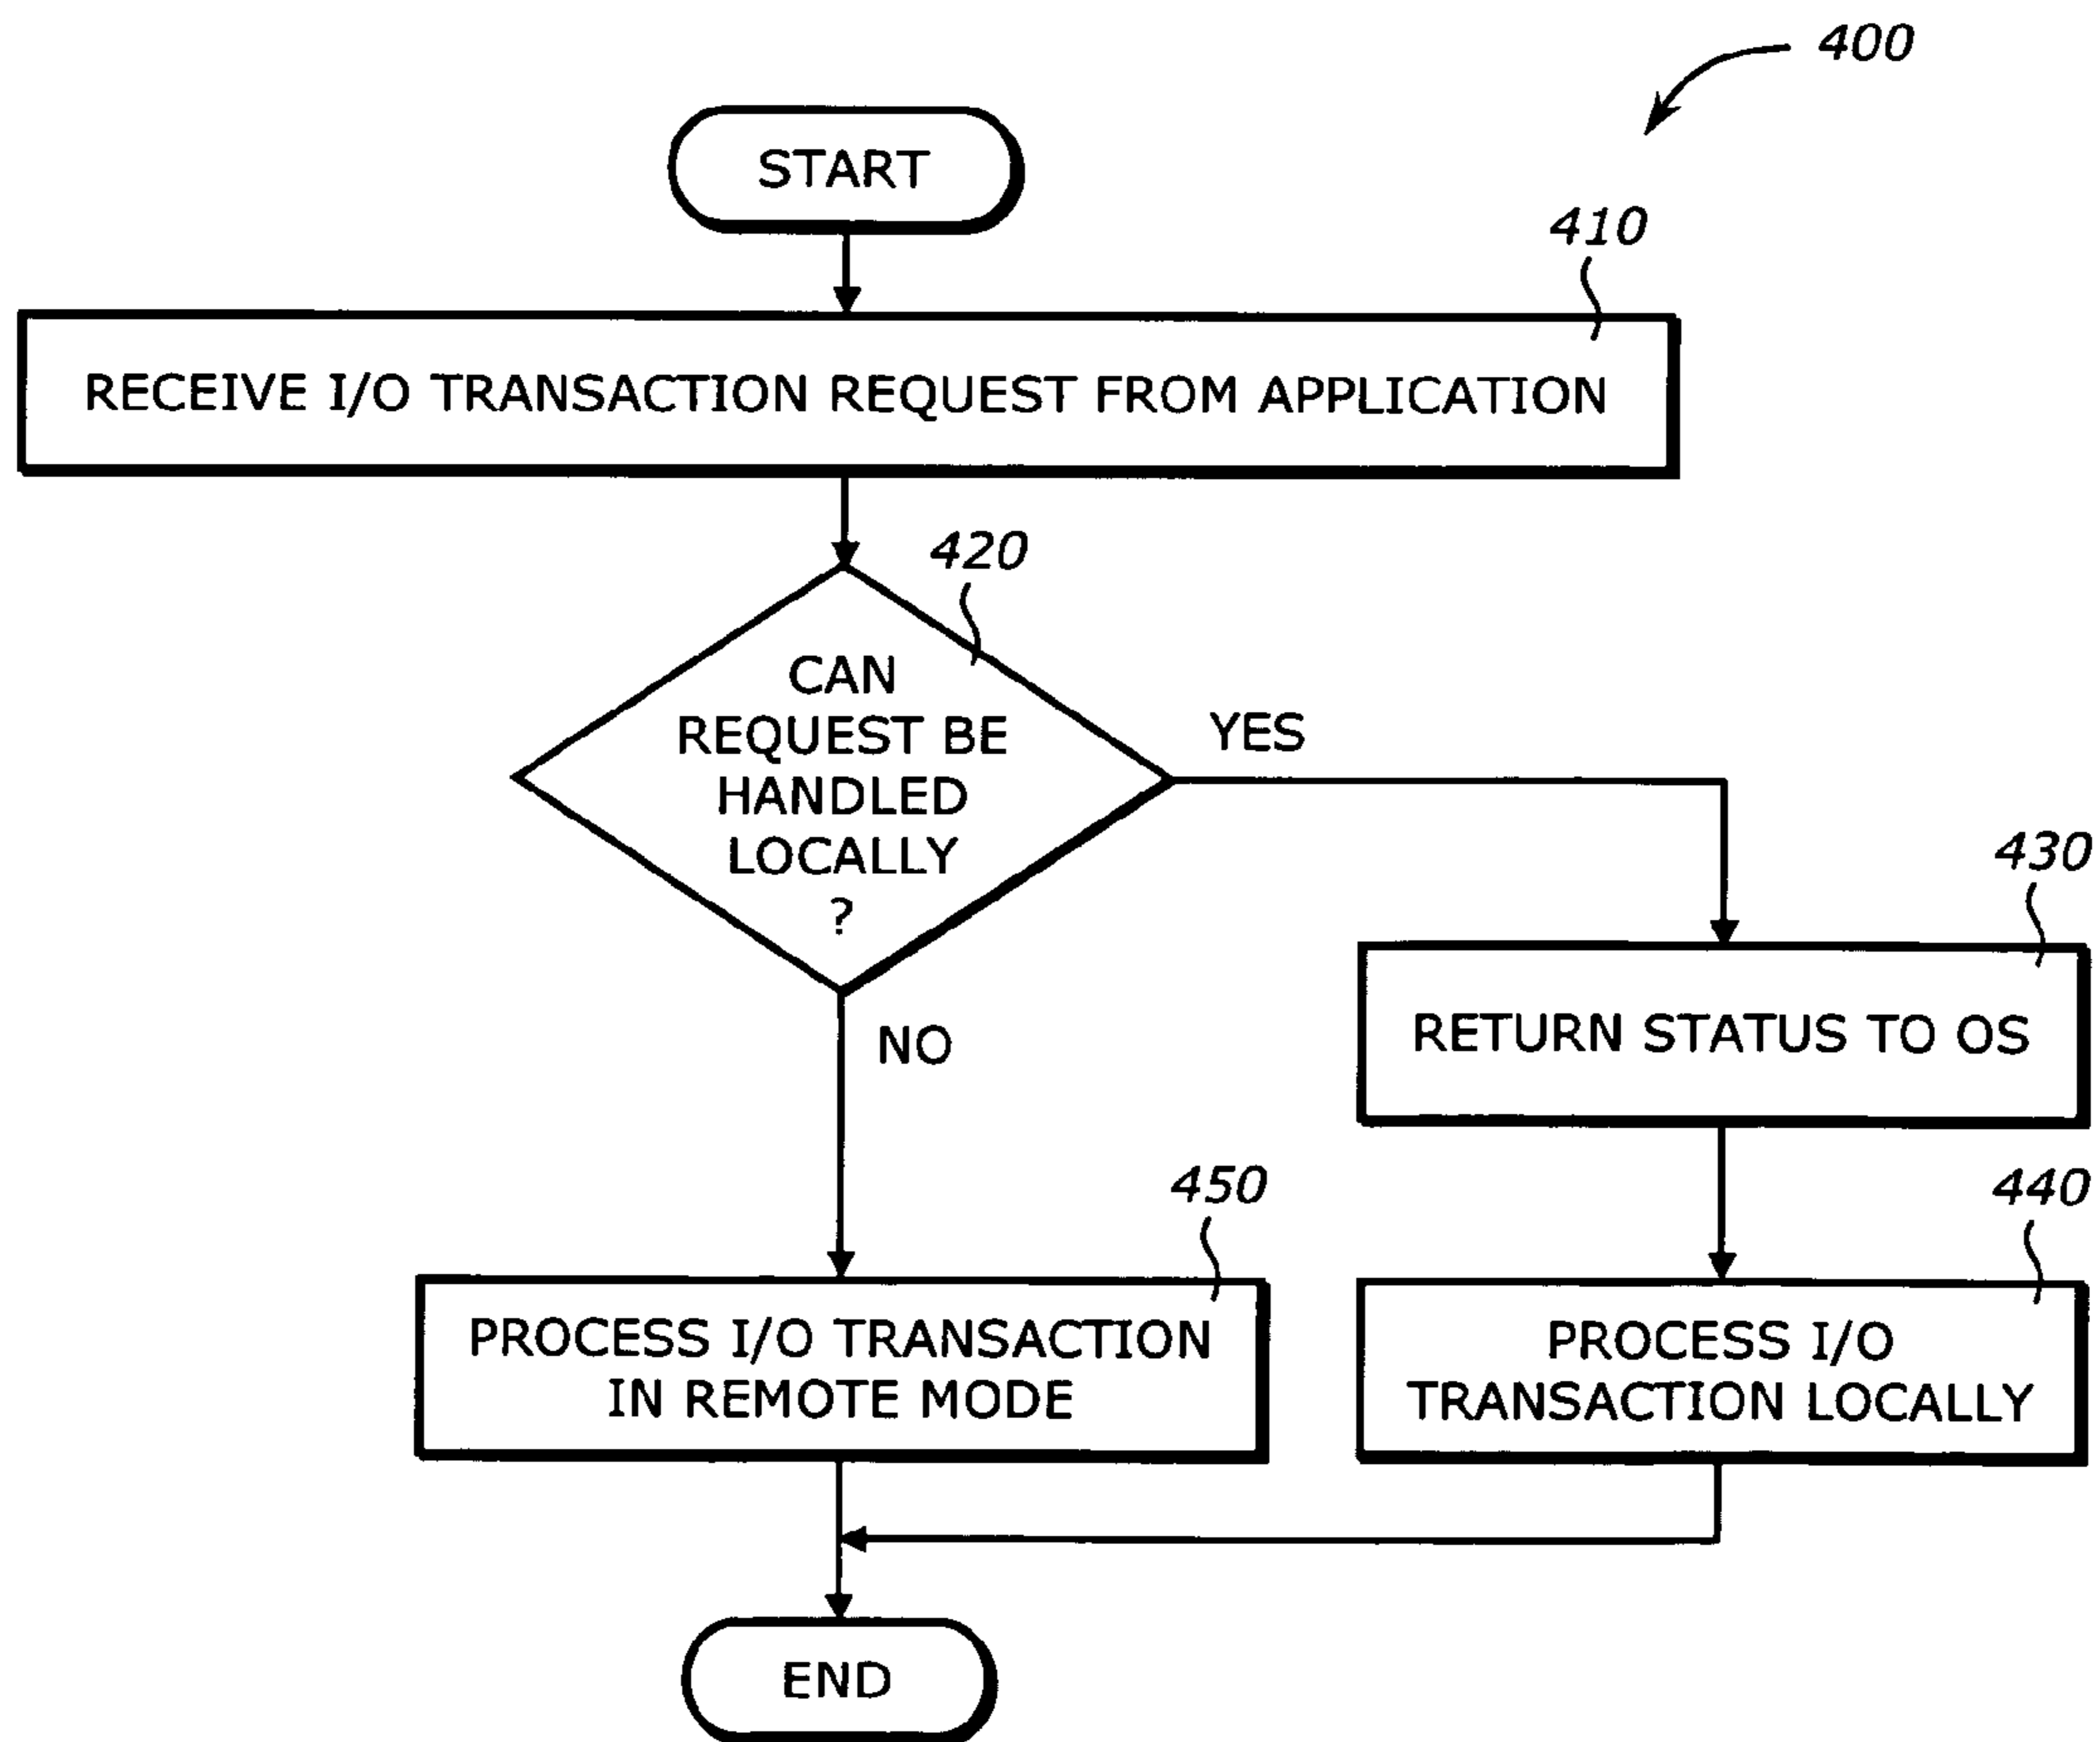 400
START
410
RECEIVE I/O TRANSACTION REQUEST FROM APPLICATION
420
CAN
REQUEST BE
HANDLED
LOCALLY
?
YES
430
RETURN STATUS TO OS
NO
450
PROCESS I/O TRANSACTION
IN REMOTE MODE
440
PROCESS I/O
TRANSACTION LOCALLY
END